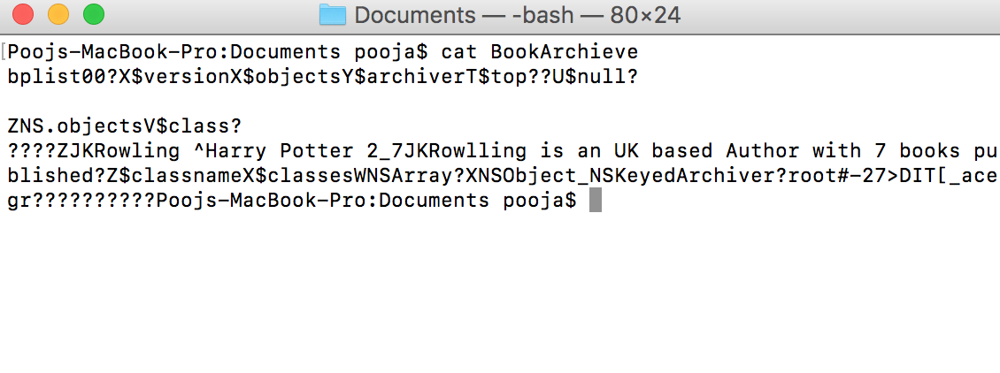 Documents — -bash — 80×24
[Poojs-MacBook-Pro:Documents pooja$ cat BookArchieve
bplist00?X$versionX$objectsY$archiverT$top??U$null?
ZNS.objectsV$class?
????ZJKRowling ^Harry Potter 2_7JKRowlling is an UK based Author with 7 books pu
blished?Z$classnameX$classesWNSArray?XNSObject_NSKeyedArchiver?root#-27>DIT[_ace
gr??????????Poojs-MacBook-Pro:Documents pooja$